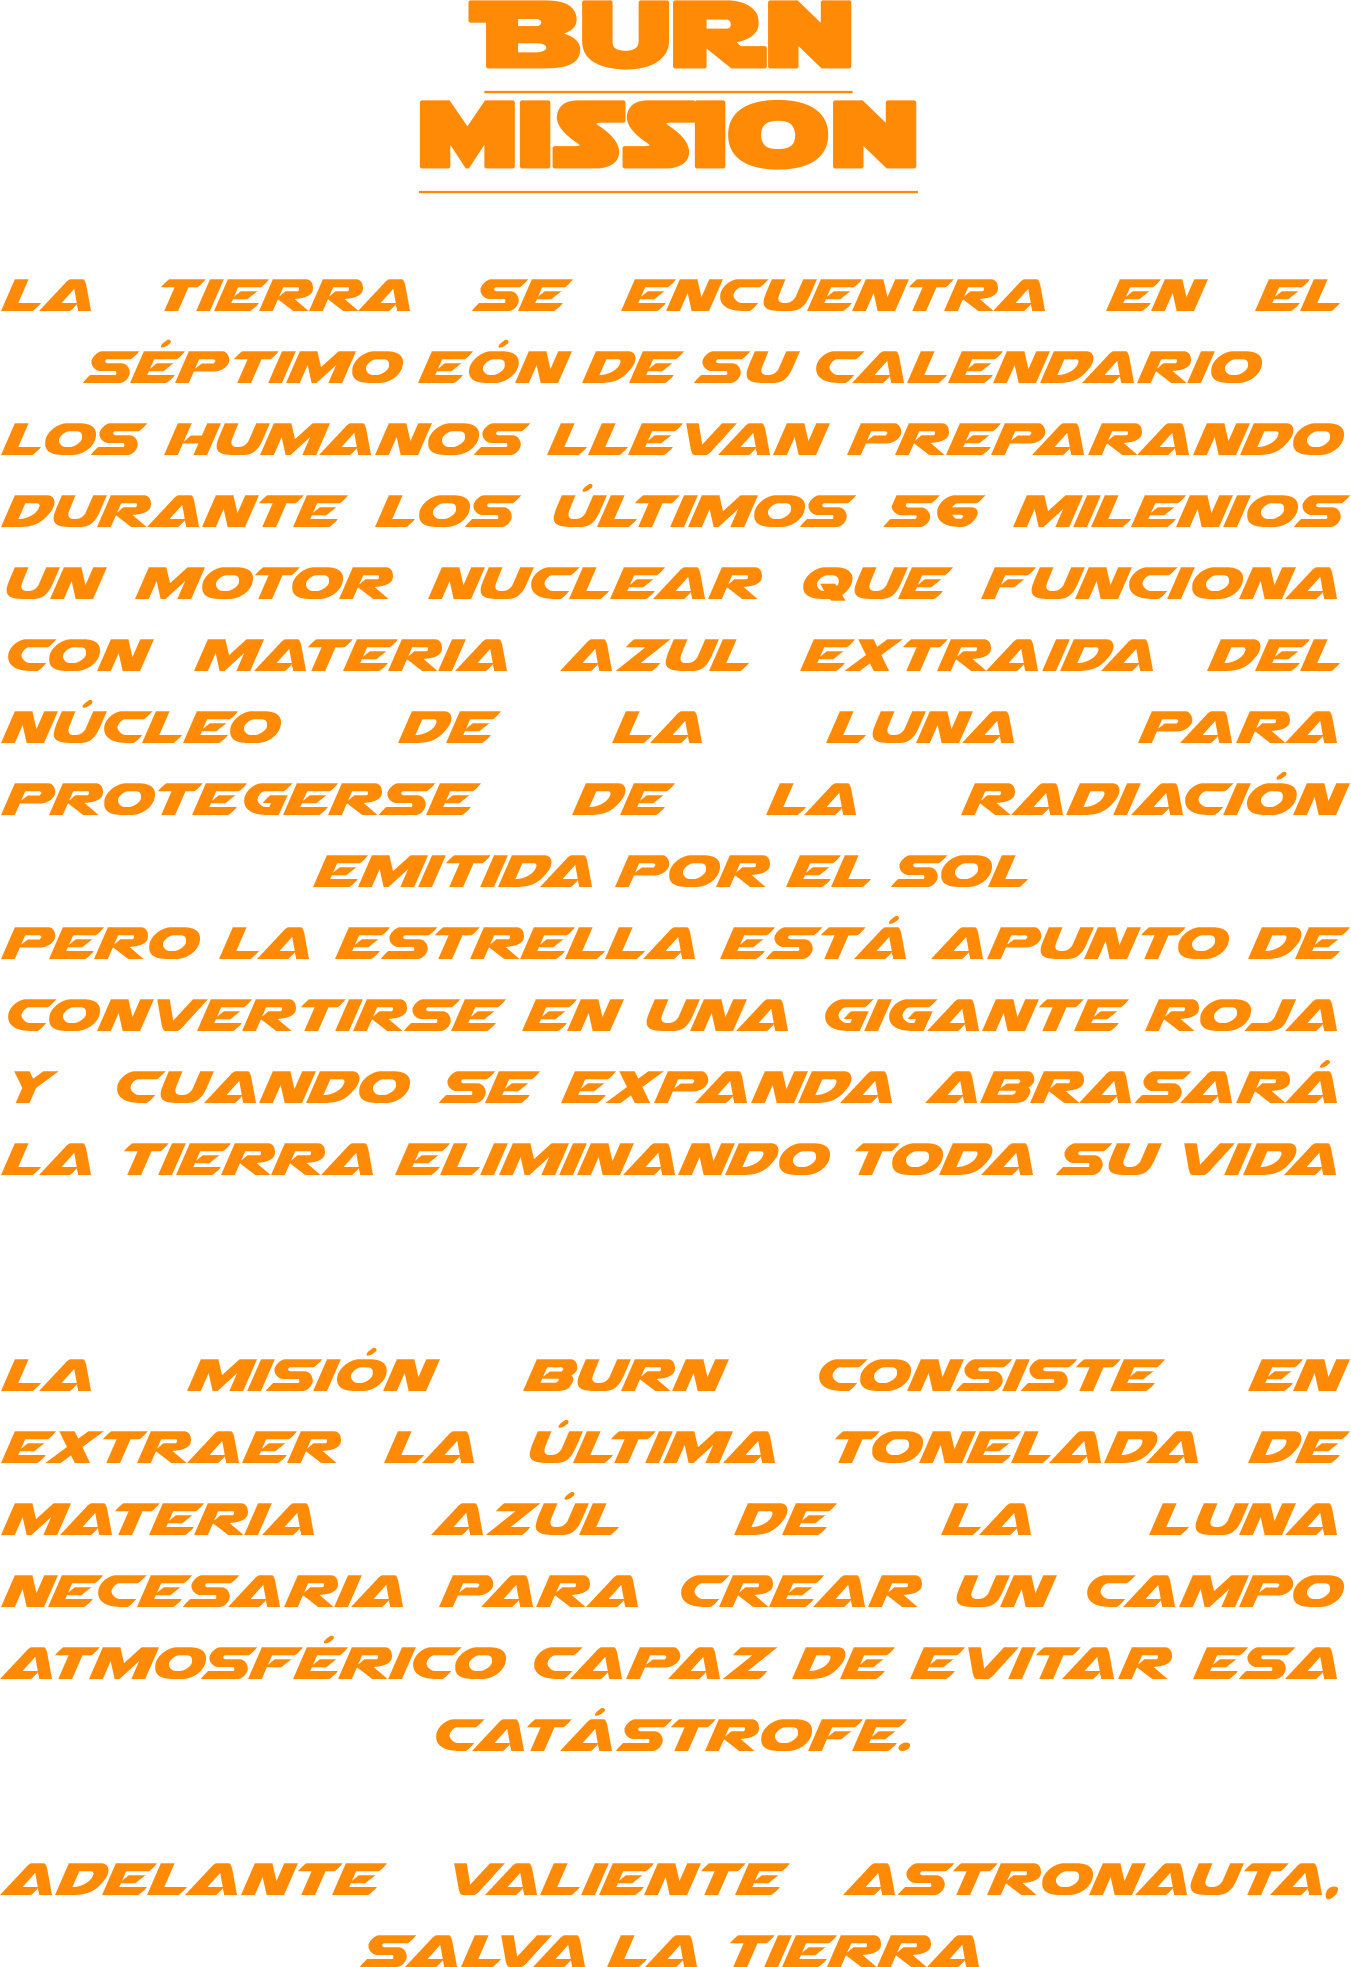 BURN
MISSION
LA TIERRA SE ENCUENTRA EN EL
SÉPTIMO EÓN DE SU CALENDARIO
LOS HUMANOS LLEVAN PREPARANDO
DURANTE LOS ÚLTIMOS 56 MILENIOS
UN MOTOR NUCLEAR QUE FUNCIONA
CON MATERIA AZUL EXTRAIDA DEL
NÚCLEO DE LA LUNA PARA
PROTEGERSE DE LA RADIACIÓN
EMITIDA POR EL SOL
PERO LA ESTRELLA ESTÁ APUNTO DE
CONVERTIRSE EN UNA GIGANTE ROJA
Y CUANDO SE EXPANDA ABRASARÁ
LA TIERRA ELIMINANDO TODA SU VIDA
LA MISIÓN BURN CONSISTE EN
EXTRAER LA ÚLTIMA TONELADA DE
MATERIA AZÚL DE LA LUNA
NECESARIA PARA CREAR UN CAMPO
ATMOSFÉRICO CAPAZ DE EVITAR ESA
CATÁSTROFE.
ADELANTE VALIENTE ASTRONAUTA,
SALVA LA TIERRA